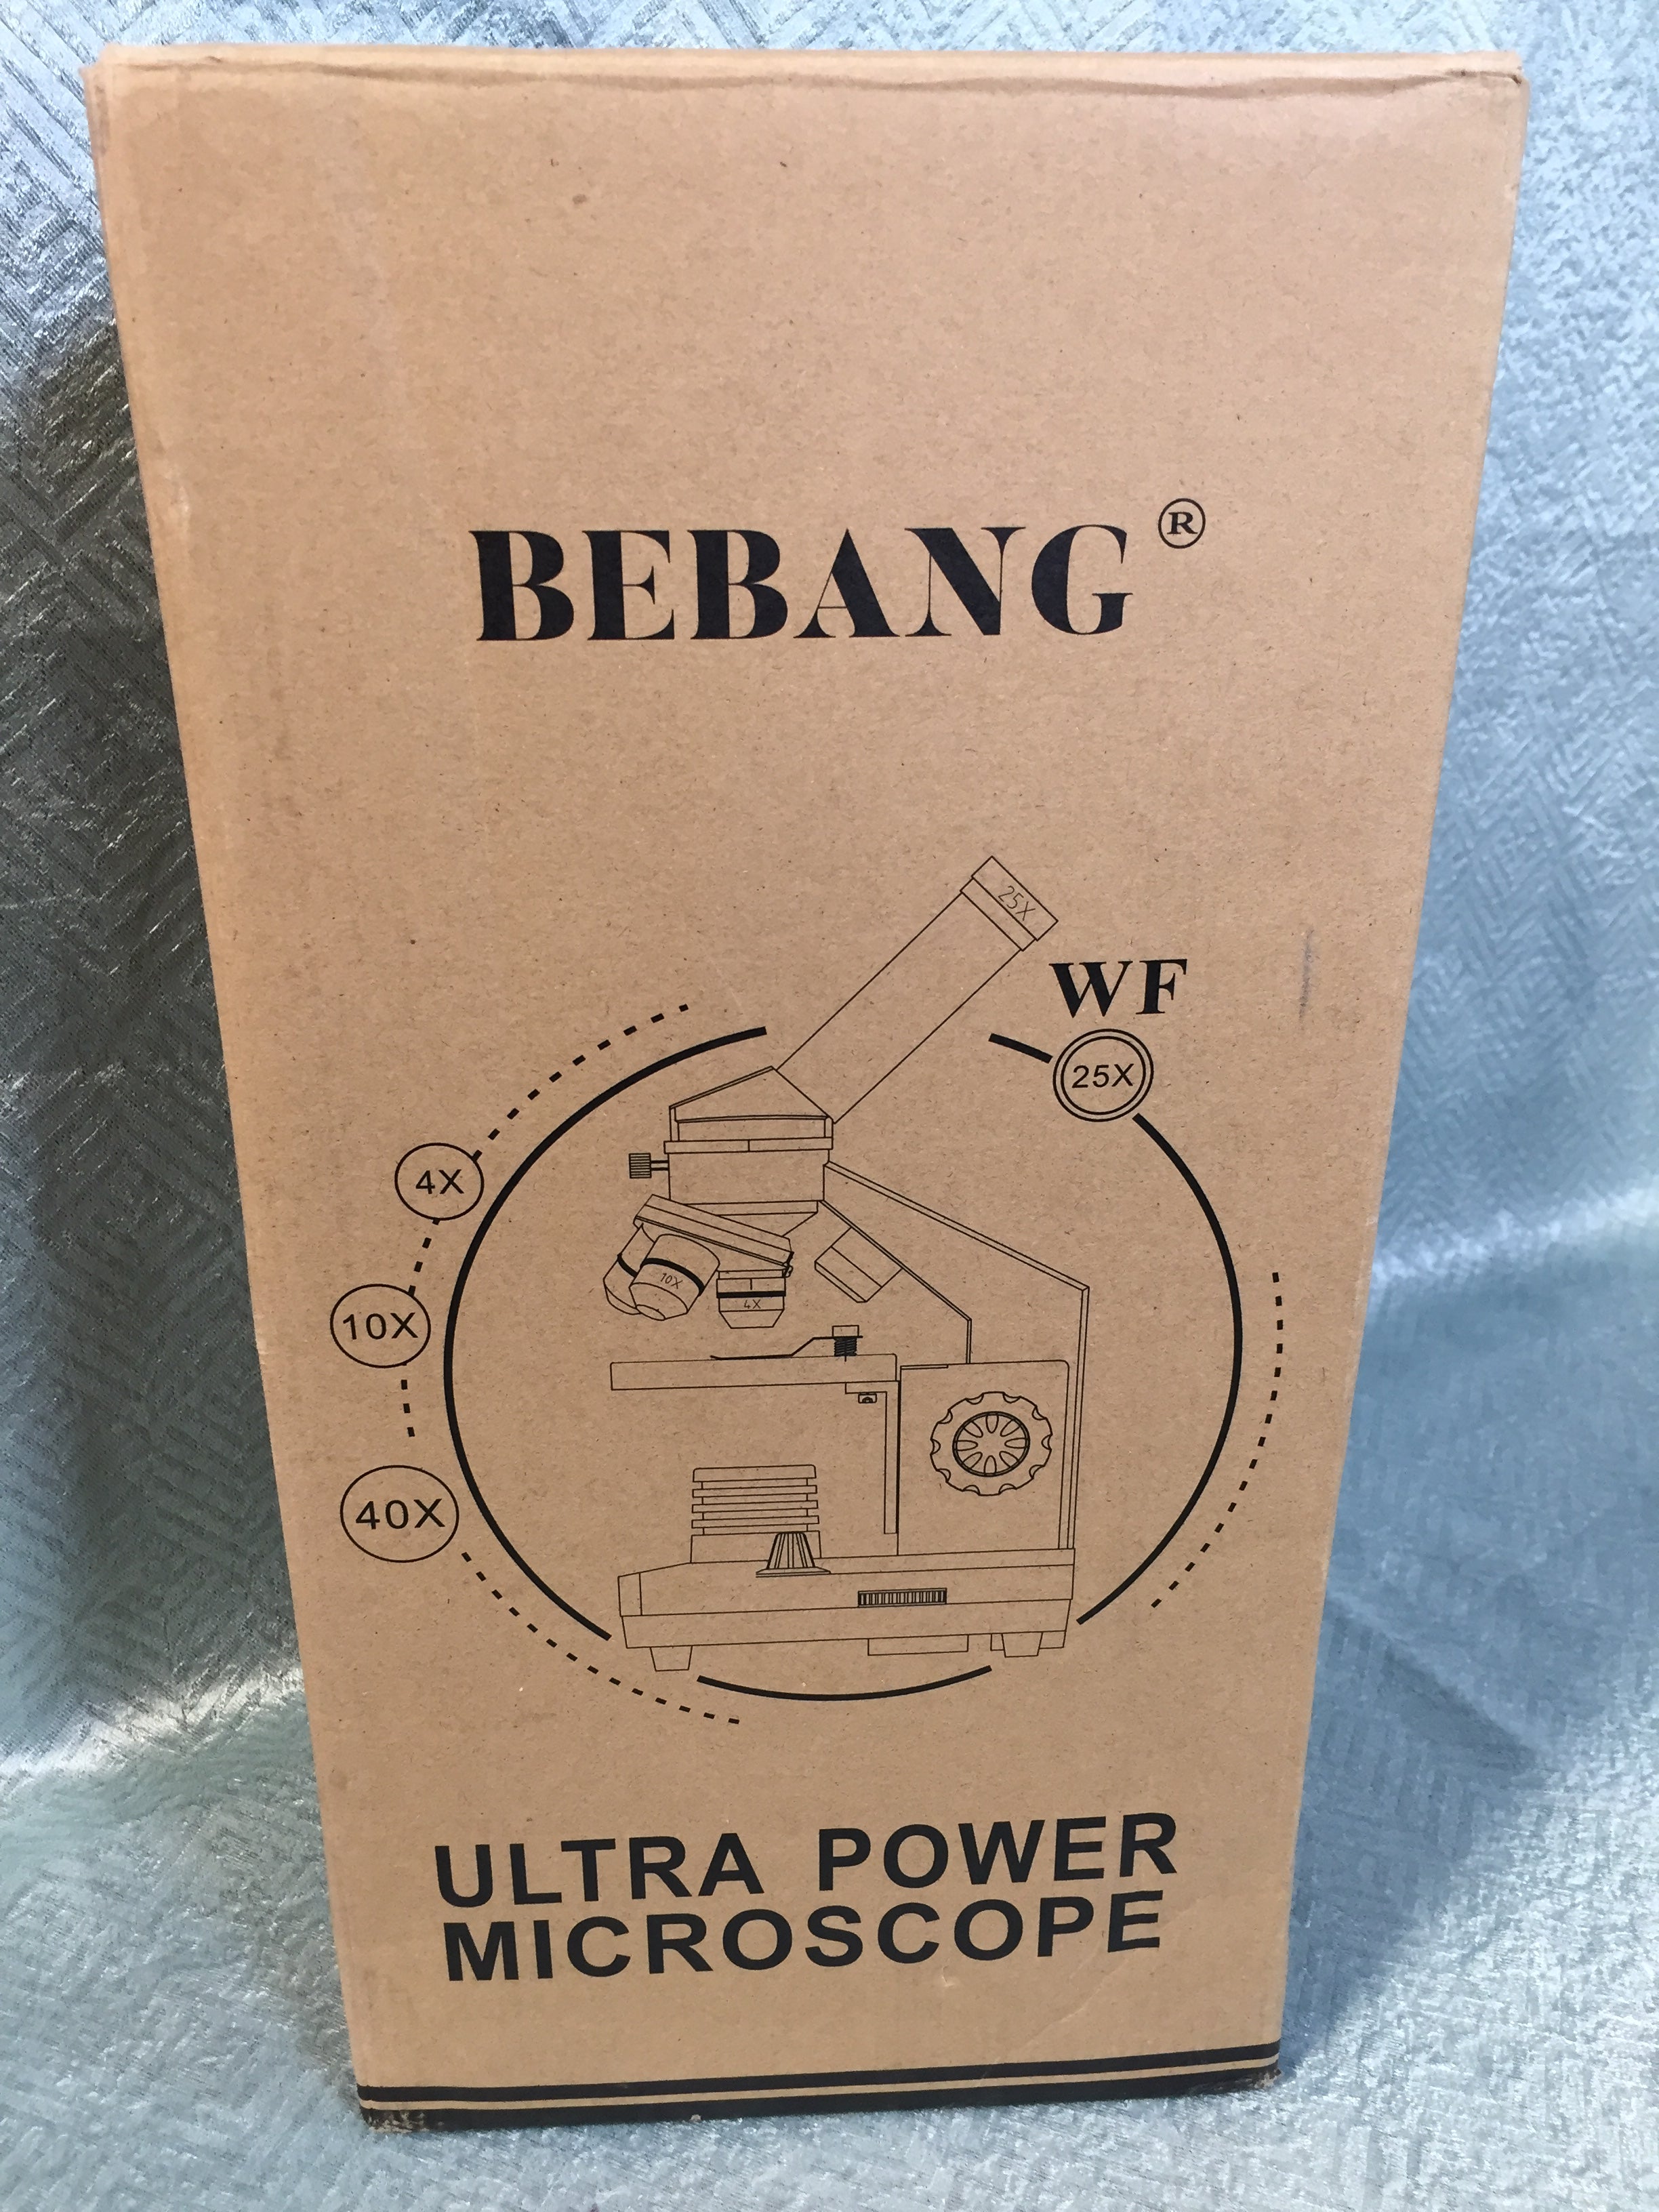 BEBANG®
25X
WF
25X
4X
10X
4X
10X
40X
ULTRA POWER
MICROSCOPE